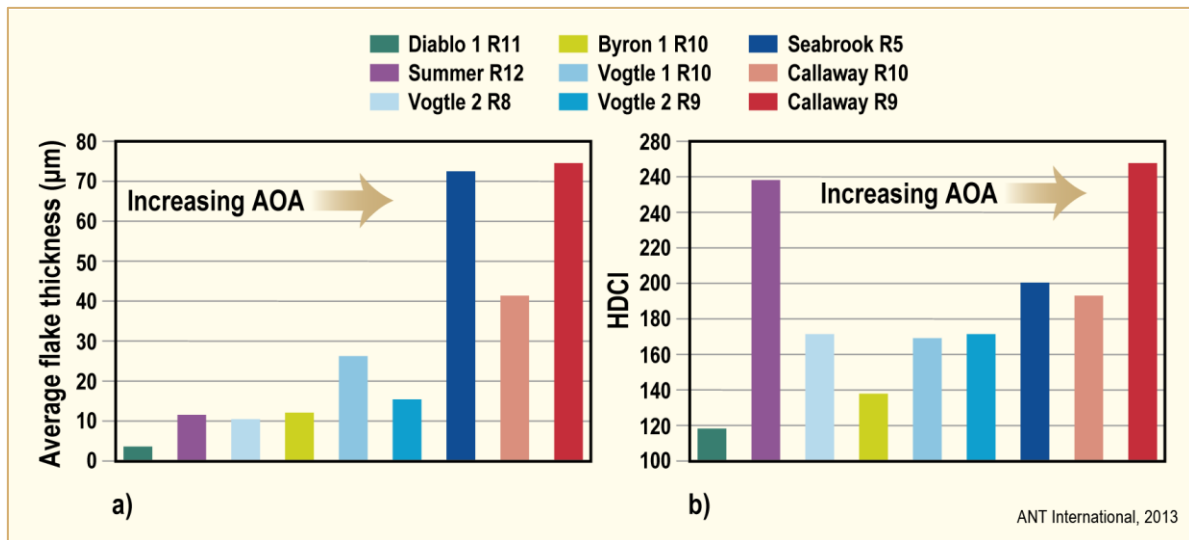 Diablo 1 R11 Byron 1 R10 Seabrook R5
Summer R12 Vogtle 1 R10 Callaway R10
Vogtle 2 R8 Vogtle 2 R9 Callaway R9
Average flake thickness (µm)
80
70
60
50
40
30
20
10
0
Increasing AOA
a)
HDCI
280
240
260
240
220
200
180
160
140
120
100
Increasing AOA
b)
ANT International, 2013